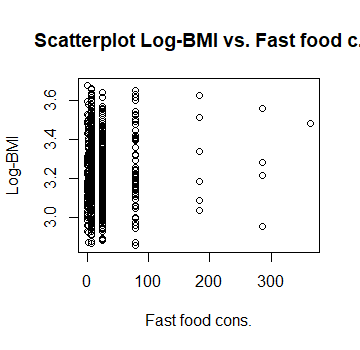 Scatterplot Log-BMI vs. Fast food c.
Log-BMI
3.6
3.4
3.2
3.0
0 100 200 300
Fast food cons.